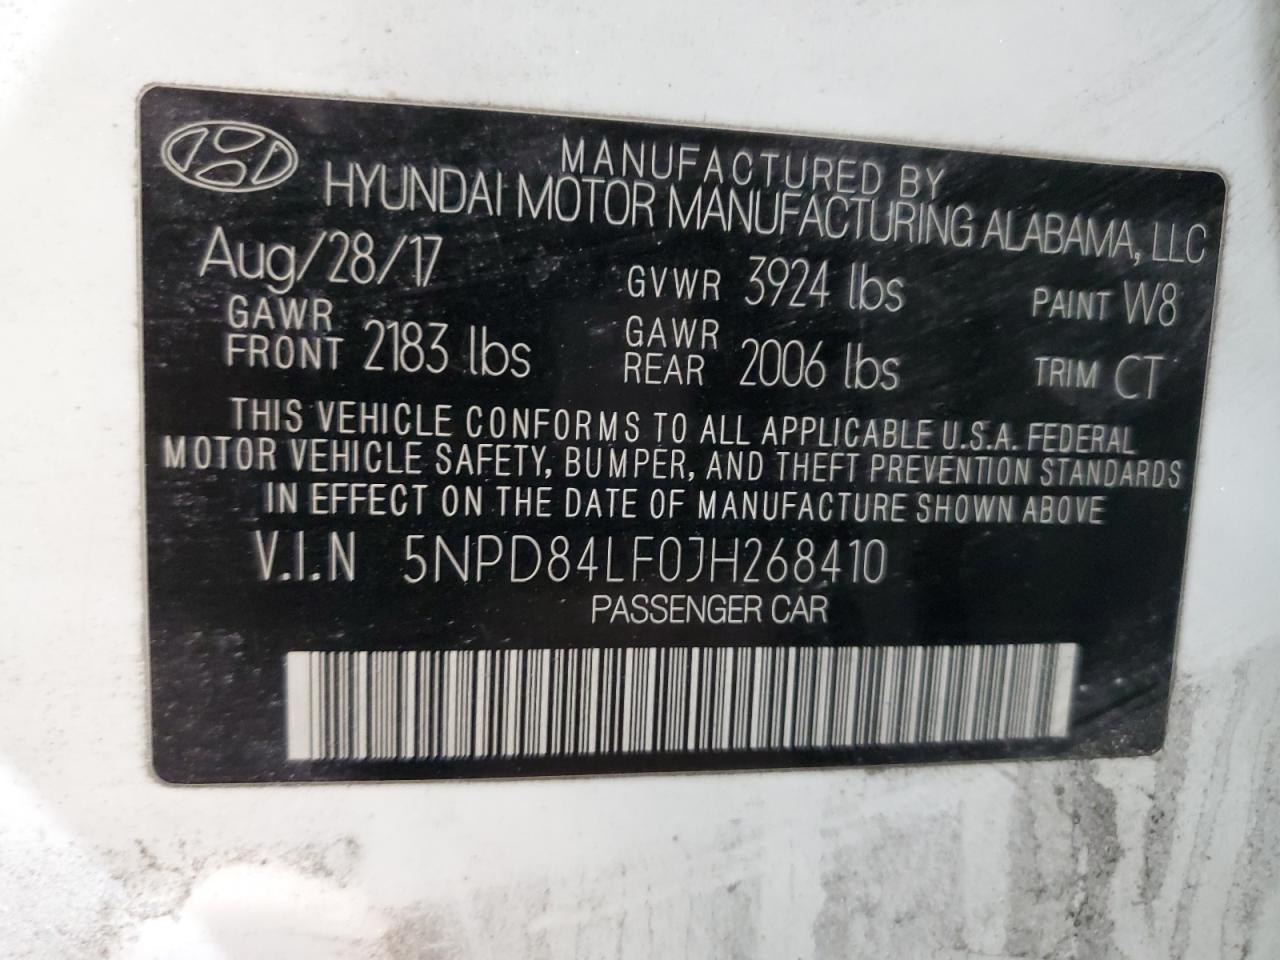 MANUFACTURED BY
HYUNDAI MOTOR MANUFACTURING ALABAMA, LLC
Aug/28/17 GVWR 3924 lbs PAINT W8
GAWR FRONT 2183 lbs GAWR REAR 2006 lbs TRIM CT
THIS VEHICLE CONFORMS TO ALL APPLICABLE U.S.A. FEDERAL
MOTOR VEHICLE SAFETY, BUMPER, AND THEFT PREVENTION STANDARDS
IN EFFECT ON THE DATE OF MANUFACTURE SHOWN ABOVE
V.I.N 5NPD84LF0JH268410
PASSENGER CAR